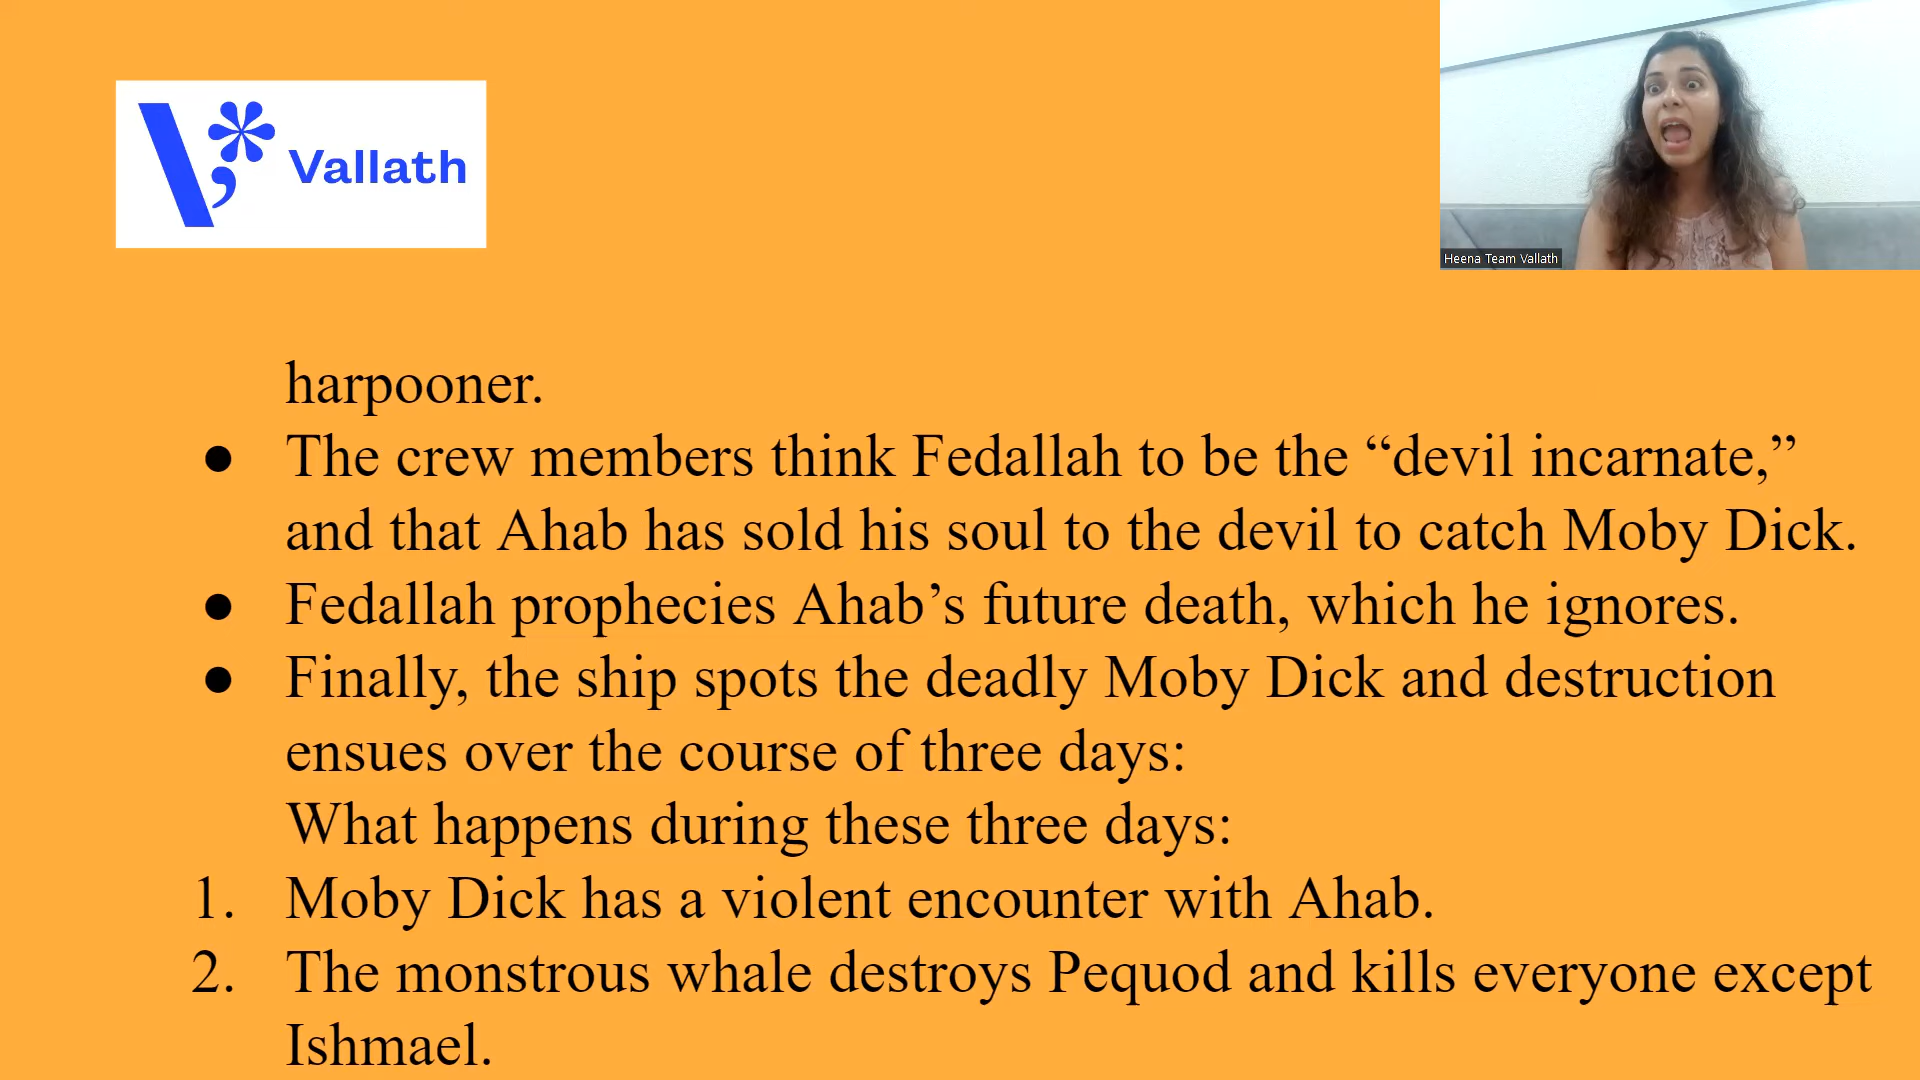 Vallath
Heena Team Vallath
harpooner.
● The crew members think Fedallah to be the “devil incarnate,”
and that Ahab has sold his soul to the devil to catch Moby Dick.
● Fedallah prophecies Ahab’s future death, which he ignores.
● Finally, the ship spots the deadly Moby Dick and destruction
ensues over the course of three days:
What happens during these three days:
1. Moby Dick has a violent encounter with Ahab.
2. The monstrous whale destroys Pequod and kills everyone except
Ishmael.